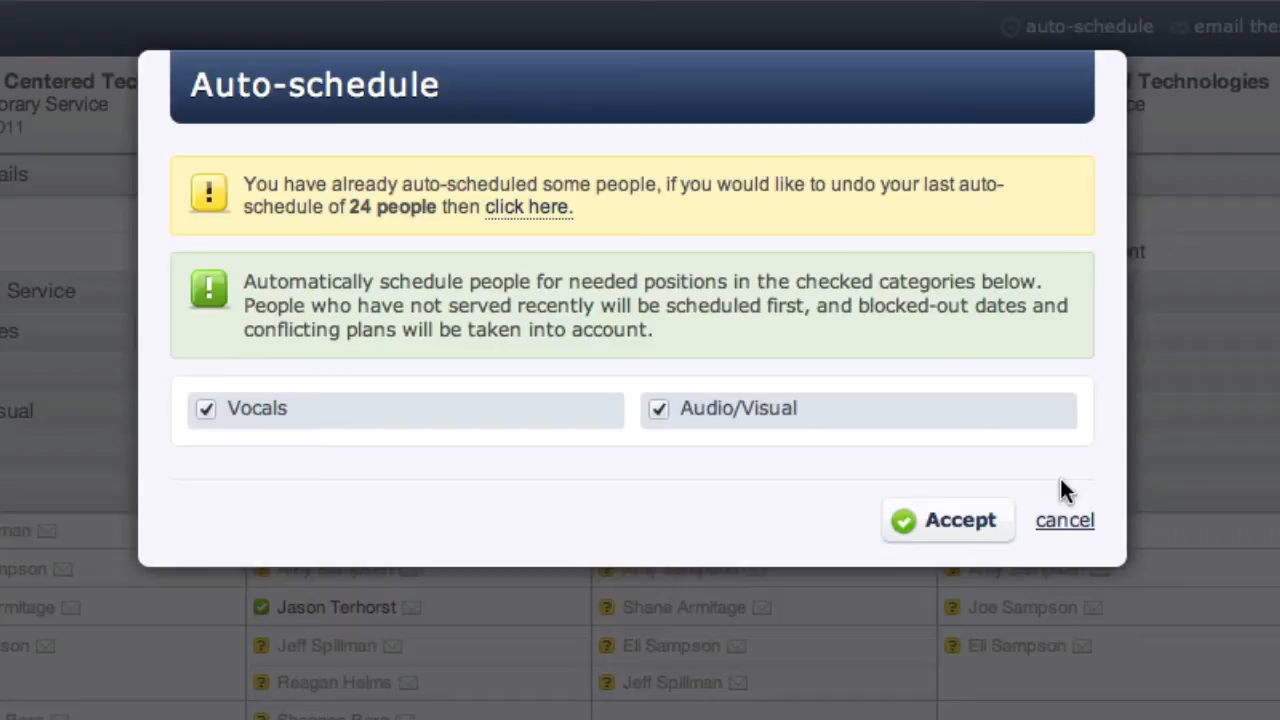 auto-schedule email the
Centered Tec
Technologies
orary Service
011
ails
Service
sual
Auto-schedule
You have already auto-scheduled some people, if you would like to undo your last auto-
schedule of 24 people then click here.
Automatically schedule people for needed positions in the checked categories below.
People who have not served recently will be scheduled first, and blocked-out dates and
conflicting plans will be taken into account.
Vocals
Audio/Visual
Accept
cancel
man
mpson
rmitage
Jason Terhorst
Shane Armitage
Joe Sampson
son
Jeff Spillman
Eli Sampson
Eli Sampson
Reagan Helms
Jeff Spillman